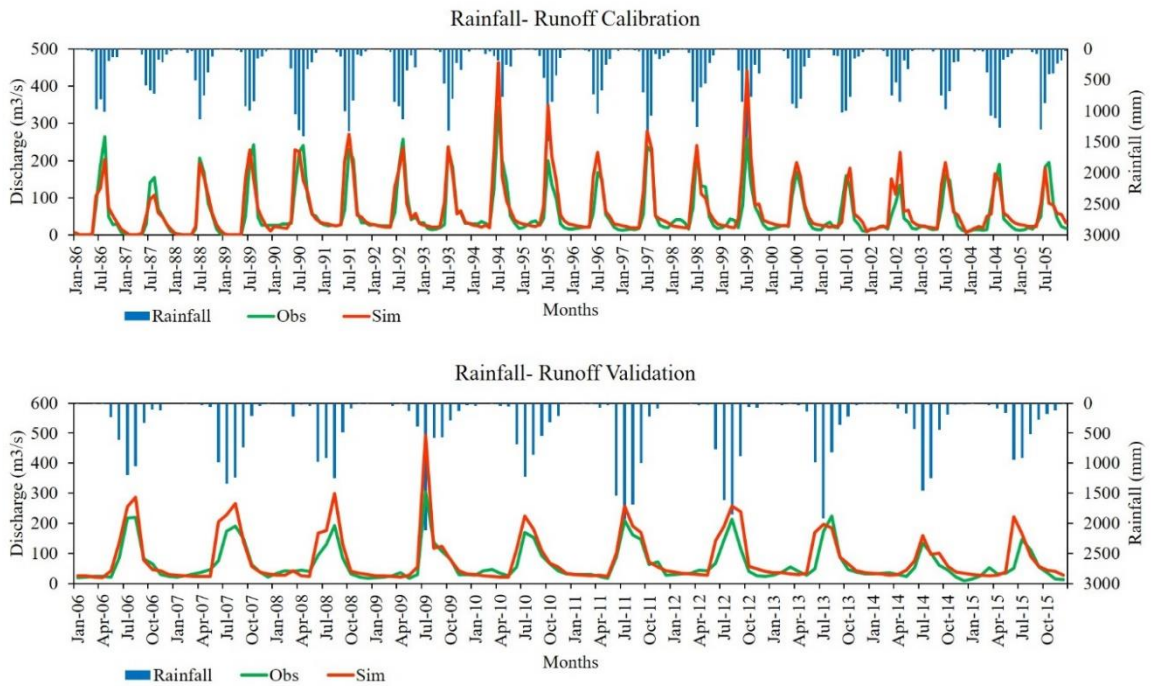 Rainfall- Runoff Calibration
500
400
300
200
100
0
Discharge (m3/s)
0
500
1000
1500
2000
2500
3000
Rainfall (mm)
Jan-86
Jul-86
Jan-87
Jul-87
Jan-88
Jul-88
Jan-89
Jul-89
Jan-90
Jul-90
Jan-91
Jul-91
Jan-92
Jul-92
Jan-93
Jul-93
Jan-94
Jul-94
Jan-95
Jul-95
Jan-96
Jul-96
Jan-97
Jul-97
Jan-98
Jul-98
Jan-99
Jul-99
Jan-00
Jul-00
Jan-01
Jul-01
Jan-02
Jul-02
Jan-03
Jul-03
Jan-04
Jul-04
Jan-05
Jul-05
Months
Rainfall Obs Sim
Rainfall- Runoff Validation
600
500
400
300
200
100
0
Discharge (m3/s)
0
500
1000
1500
2000
2500
3000
Rainfall (mm)
Jan-06
Apr-06
Jul-06
Oct-06
Jan-07
Apr-07
Jul-07
Oct-07
Jan-08
Apr-08
Jul-08
Oct-08
Jan-09
Apr-09
Jul-09
Oct-09
Jan-10
Apr-10
Jul-10
Oct-10
Jan-11
Apr-11
Jul-11
Oct-11
Jan-12
Apr-12
Jul-12
Oct-12
Jan-13
Apr-13
Jul-13
Oct-13
Jan-14
Apr-14
Jul-14
Oct-14
Jan-15
Apr-15
Jul-15
Oct-15
Months
Rainfall Obs Sim